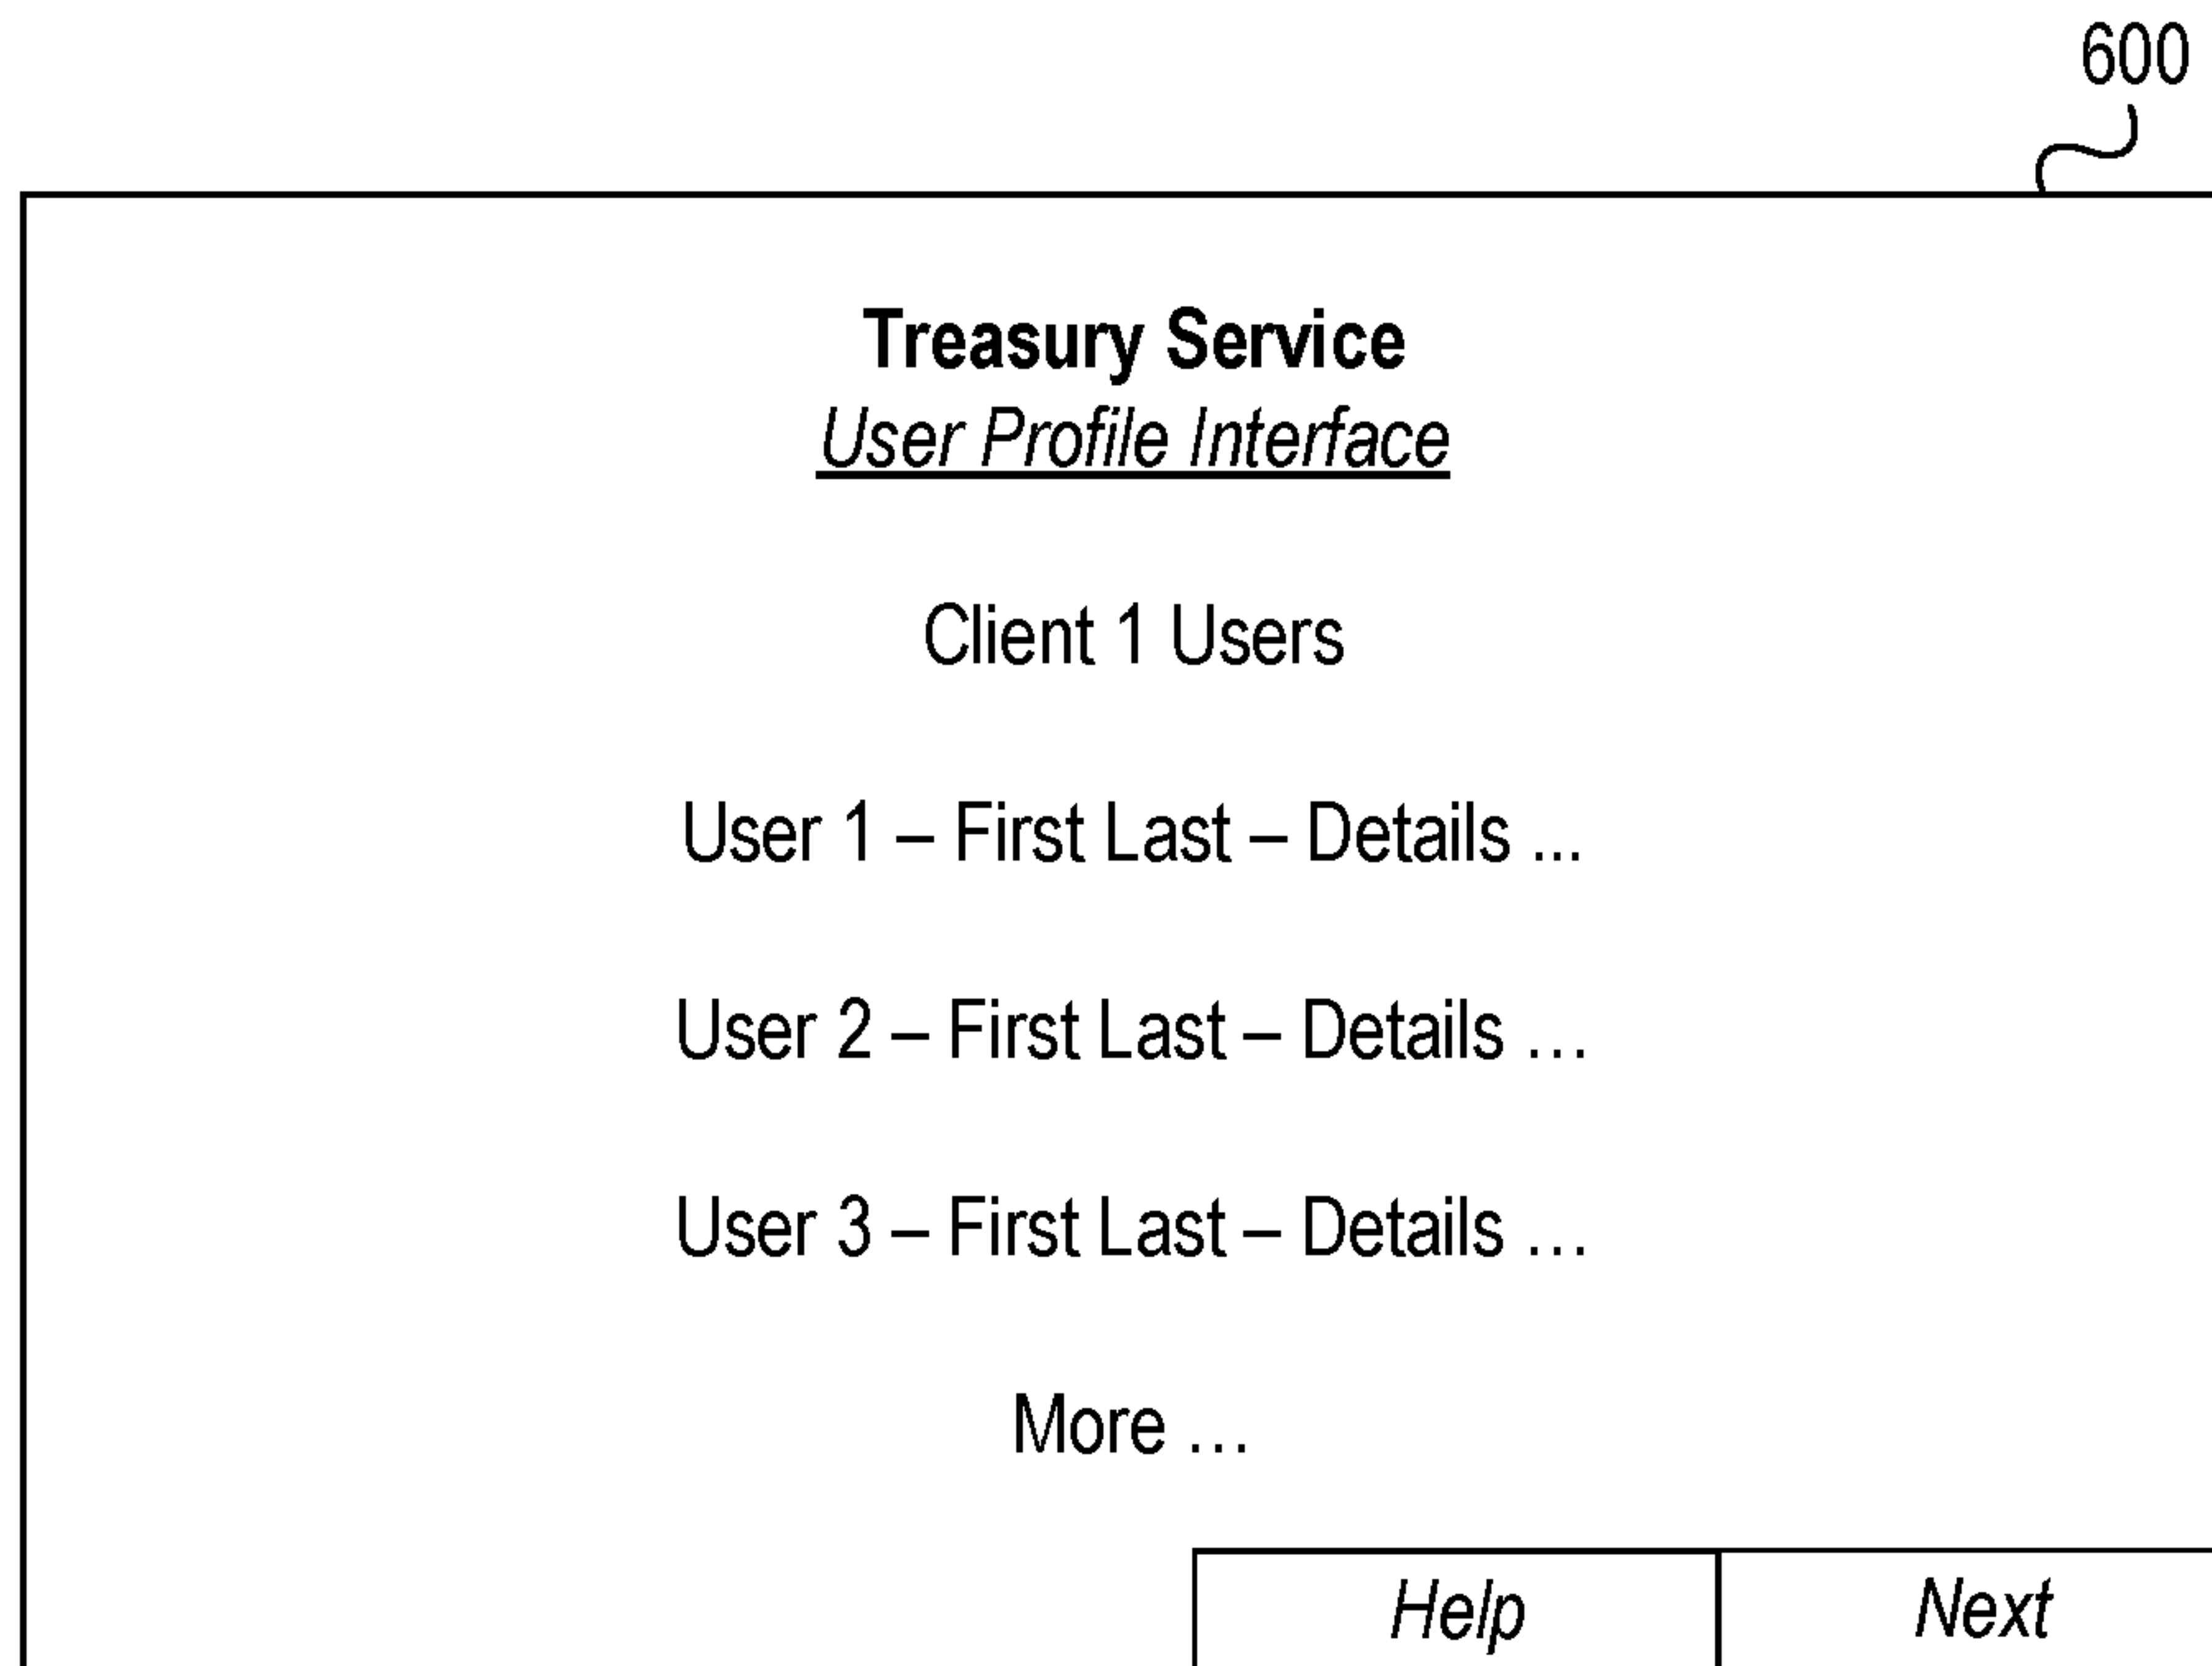 600
Treasury Service
User Profile Interface
Client 1 Users
User 1 – First Last – Details ...
User 2 – First Last – Details …
User 3 – First Last – Details …
More …
Help Next